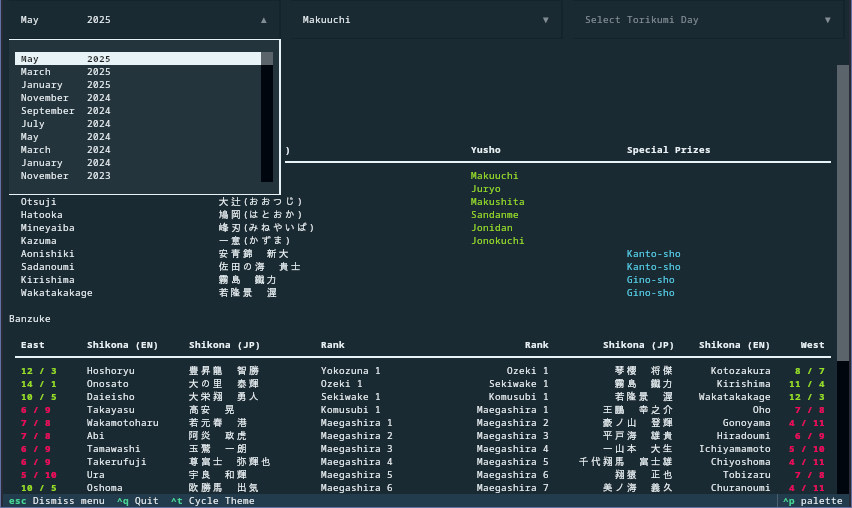 May 2025 ▲ Makuuchi ▼ Select Torikumi Day ▼
May 2025
March 2025
January 2025
November 2024
September 2024
July 2024
May 2024
March 2024
January 2024
November 2023
) Yusho Special Prizes
Makuuchi
Juryo
Otsuji 大辻(おおつじ) Makushita
Hatooka 鳩岡(はとおか) Sandanme
Mineyaiba 峰刃(みねやいば) Jonidan
Kazuma 一意(かずま) Jonokuchi
Aonishiki 安青錦 新大 Kanto-sho
Sadanoumi 佐田の海 貴士 Kanto-sho
Kirishima 霧島 鐵力 Gino-sho
Wakatakakage 若隆景 渥 Gino-sho
Banzuke
East Shikona (EN) Shikona (JP) Rank Rank Shikona (JP) Shikona (EN) West
12 / 3 Hoshoryu 豊昇龍 智勝 Yokozuna 1 Ozeki 1 琴櫻 将傑 Kotozakura 8 / 7
14 / 1 Onosato 大の里 泰輝 Ozeki 1 Sekiwake 1 霧島 鐵力 Kirishima 11 / 4
10 / 5 Daieisho 大栄翔 勇人 Sekiwake 1 Komusubi 1 若隆景 渥 Wakatakakage 12 / 3
6 / 9 Takayasu 高安 晃 Komusubi 1 Maegashira 1 王鵬 幸之介 Oho 7 / 8
7 / 8 Wakamotoharu 若元春 港 Maegashira 1 Maegashira 2 豪ノ山 登輝 Gonoyama 4 / 11
7 / 8 Abi 阿炎 政虎 Maegashira 2 Maegashira 3 平戸海 雄貴 Hiradoumi 6 / 9
6 / 9 Tamawashi 玉鷲 一朗 Maegashira 3 Maegashira 4 一山本 大生 Ichiyamamoto 5 / 10
6 / 9 Takerufuji 尊富士 弥輝也 Maegashira 4 Maegashira 5 千代翔馬 富士雄 Chiyoshoma 4 / 11
5 / 10 Ura 宇良 和輝 Maegashira 5 Maegashira 6 翔猿 正也 Tobizaru 7 / 8
10 / 5 Oshoma 欧勝馬 出気 Maegashira 6 Maegashira 7 美ノ海 義久 Churanoumi 4 / 11
esc Dismiss menu ^q Quit ^t Cycle Theme ^p palette